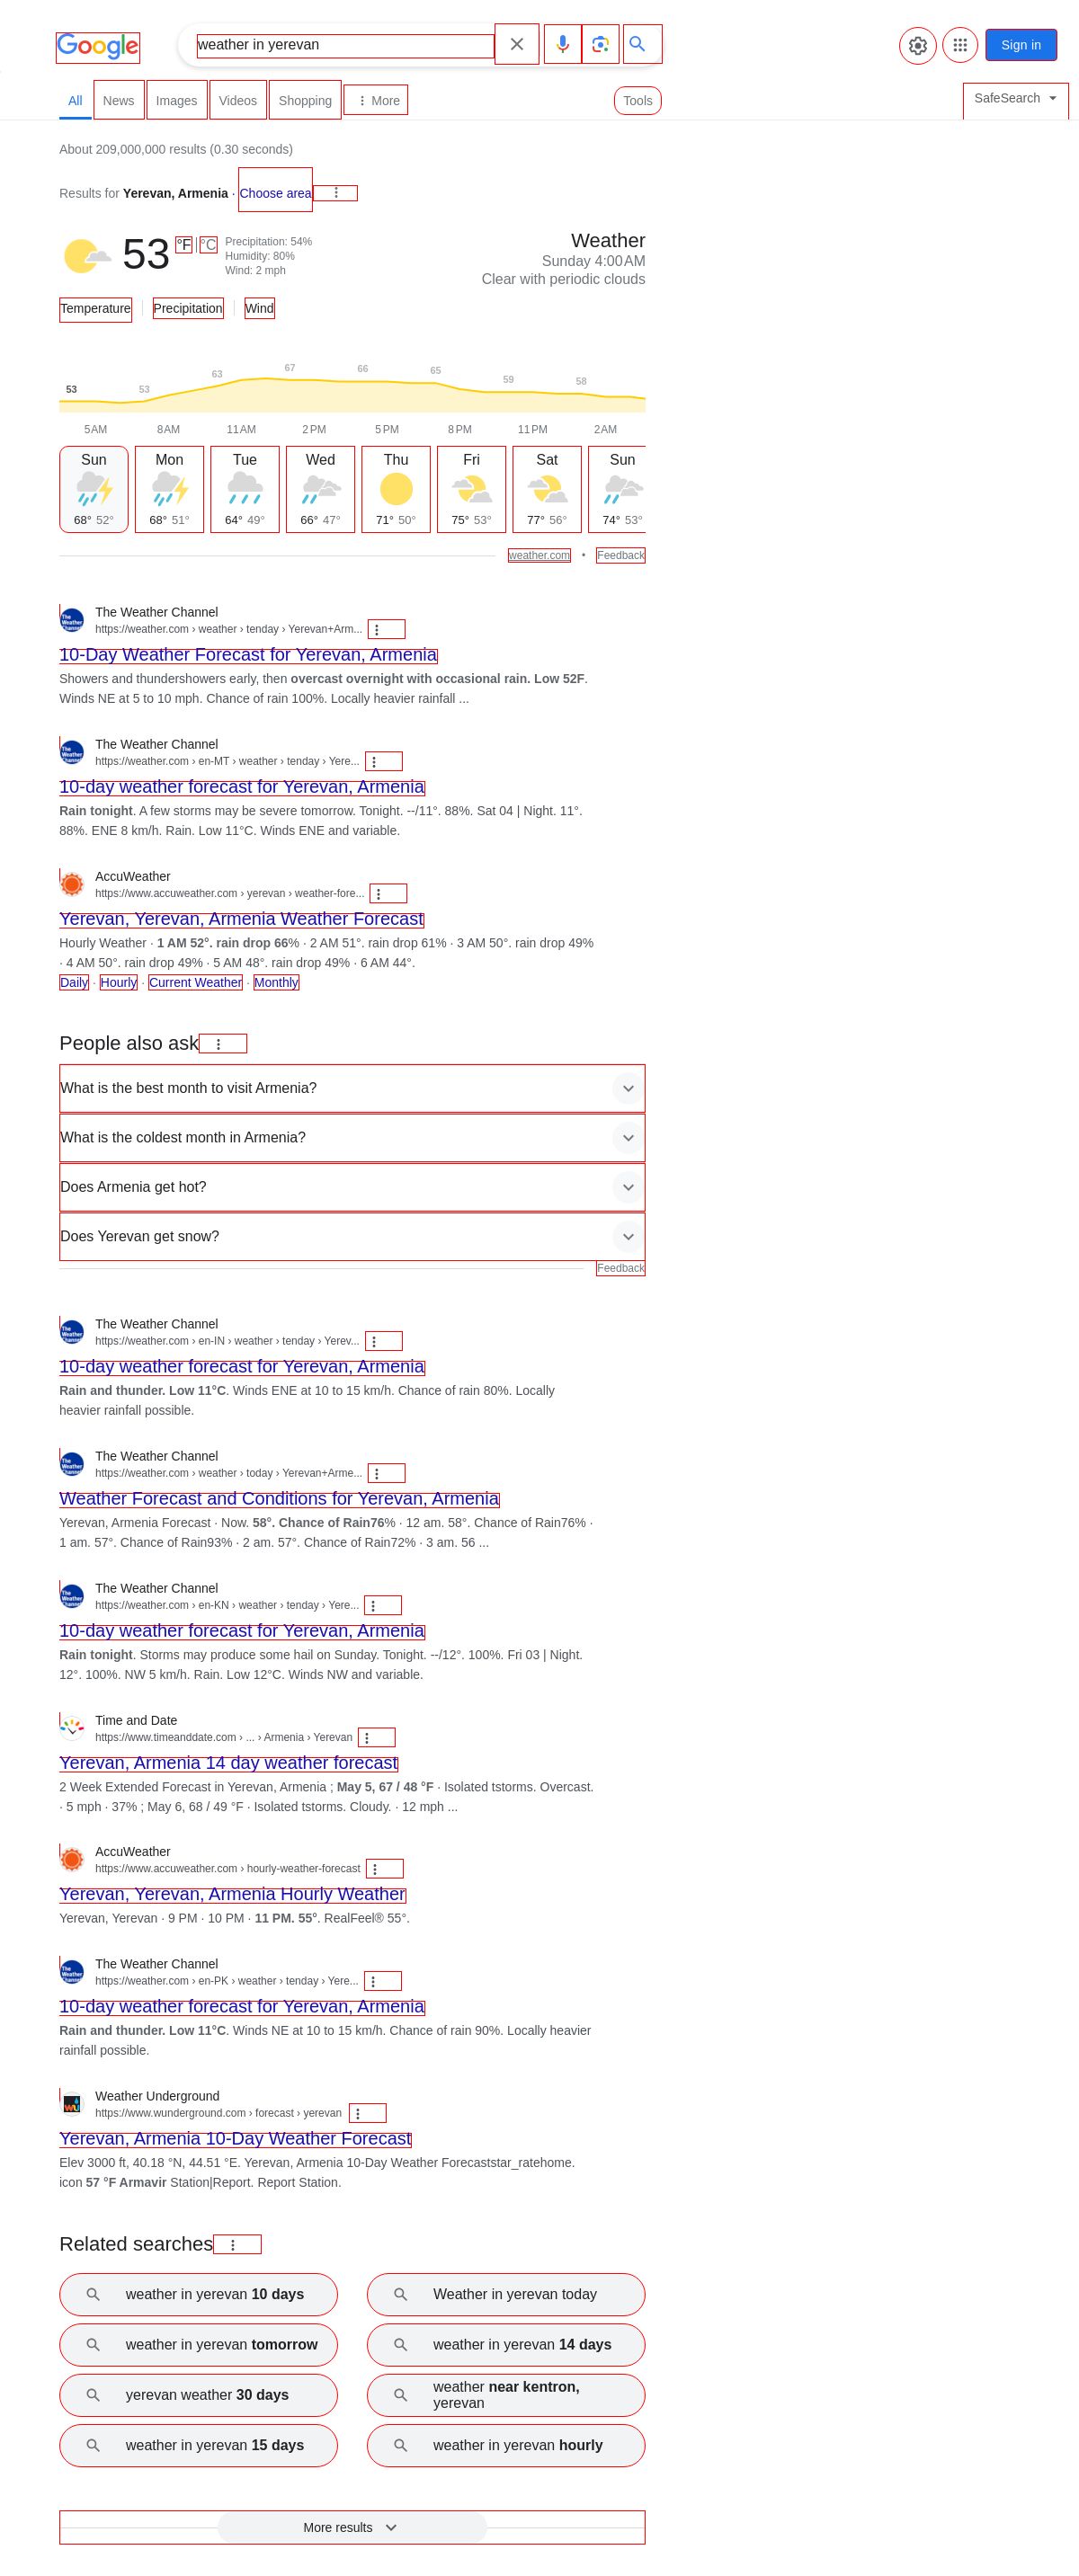 Google
weather in yerevan
Sign in
All News Images Videos Shopping More Tools SafeSearch
About 209,000,000 results (0.30 seconds)
Results for Yerevan, Armenia · Choose area
53 °F | °C
Precipitation: 54%
Humidity: 80%
Wind: 2 mph
Weather
Sunday 4:00 AM
Clear with periodic clouds
Temperature | Precipitation | Wind
53 53 63 67 66 65 59 58
5 AM 8 AM 11 AM 2 PM 5 PM 8 PM 11 PM 2 AM
Sun Mon Tue Wed Thu Fri Sat Sun
68° 52° 68° 51° 64° 49° 66° 47° 71° 50° 75° 53° 77° 56° 74° 53°
weather.com • Feedback
The Weather Channel
https://weather.com › weather › tenday › Yerevan+Arm...
10-Day Weather Forecast for Yerevan, Armenia
Showers and thundershowers early, then overcast overnight with occasional rain. Low 52F.
Winds NE at 5 to 10 mph. Chance of rain 100%. Locally heavier rainfall ...
The Weather Channel
https://weather.com › en-MT › weather › tenday › Yere...
10-day weather forecast for Yerevan, Armenia
Rain tonight. A few storms may be severe tomorrow. Tonight. --/11°. 88%. Sat 04 | Night. 11°.
88%. ENE 8 km/h. Rain. Low 11°C. Winds ENE and variable.
AccuWeather
https://www.accuweather.com › yerevan › weather-fore...
Yerevan, Yerevan, Armenia Weather Forecast
Hourly Weather · 1 AM 52°. rain drop 66% · 2 AM 51°. rain drop 61% · 3 AM 50°. rain drop 49%
· 4 AM 50°. rain drop 49% · 5 AM 48°. rain drop 49% · 6 AM 44°.
Daily · Hourly · Current Weather · Monthly
People also ask
What is the best month to visit Armenia?
What is the coldest month in Armenia?
Does Armenia get hot?
Does Yerevan get snow?
Feedback
The Weather Channel
https://weather.com › en-IN › weather › tenday › Yerev...
10-day weather forecast for Yerevan, Armenia
Rain and thunder. Low 11°C. Winds ENE at 10 to 15 km/h. Chance of rain 80%. Locally
heavier rainfall possible.
The Weather Channel
https://weather.com › weather › today › Yerevan+Arme...
Weather Forecast and Conditions for Yerevan, Armenia
Yerevan, Armenia Forecast · Now. 58°. Chance of Rain76% · 12 am. 58°. Chance of Rain76% ·
1 am. 57°. Chance of Rain93% · 2 am. 57°. Chance of Rain72% · 3 am. 56 ...
The Weather Channel
https://weather.com › en-KN › weather › tenday › Yere...
10-day weather forecast for Yerevan, Armenia
Rain tonight. Storms may produce some hail on Sunday. Tonight. --/12°. 100%. Fri 03 | Night.
12°. 100%. NW 5 km/h. Rain. Low 12°C. Winds NW and variable.
Time and Date
https://www.timeanddate.com › ... › Armenia › Yerevan
Yerevan, Armenia 14 day weather forecast
2 Week Extended Forecast in Yerevan, Armenia ; May 5, 67 / 48 °F · Isolated tstorms. Overcast.
· 5 mph · 37% ; May 6, 68 / 49 °F · Isolated tstorms. Cloudy. · 12 mph ...
AccuWeather
https://www.accuweather.com › hourly-weather-forecast
Yerevan, Yerevan, Armenia Hourly Weather
Yerevan, Yerevan · 9 PM · 10 PM · 11 PM. 55°. RealFeel® 55°.
The Weather Channel
https://weather.com › en-PK › weather › tenday › Yere...
10-day weather forecast for Yerevan, Armenia
Rain and thunder. Low 11°C. Winds NE at 10 to 15 km/h. Chance of rain 90%. Locally heavier
rainfall possible.
Weather Underground
https://www.wunderground.com › forecast › yerevan
Yerevan, Armenia 10-Day Weather Forecast
Elev 3000 ft, 40.18 °N, 44.51 °E. Yerevan, Armenia 10-Day Weather Forecaststar_ratehome.
icon 57 °F Armavir Station|Report. Report Station.
Related searches
weather in yerevan 10 days
Weather in yerevan today
weather in yerevan tomorrow
weather in yerevan 14 days
yerevan weather 30 days
weather near kentron,
yerevan
weather in yerevan 15 days
weather in yerevan hourly
More results